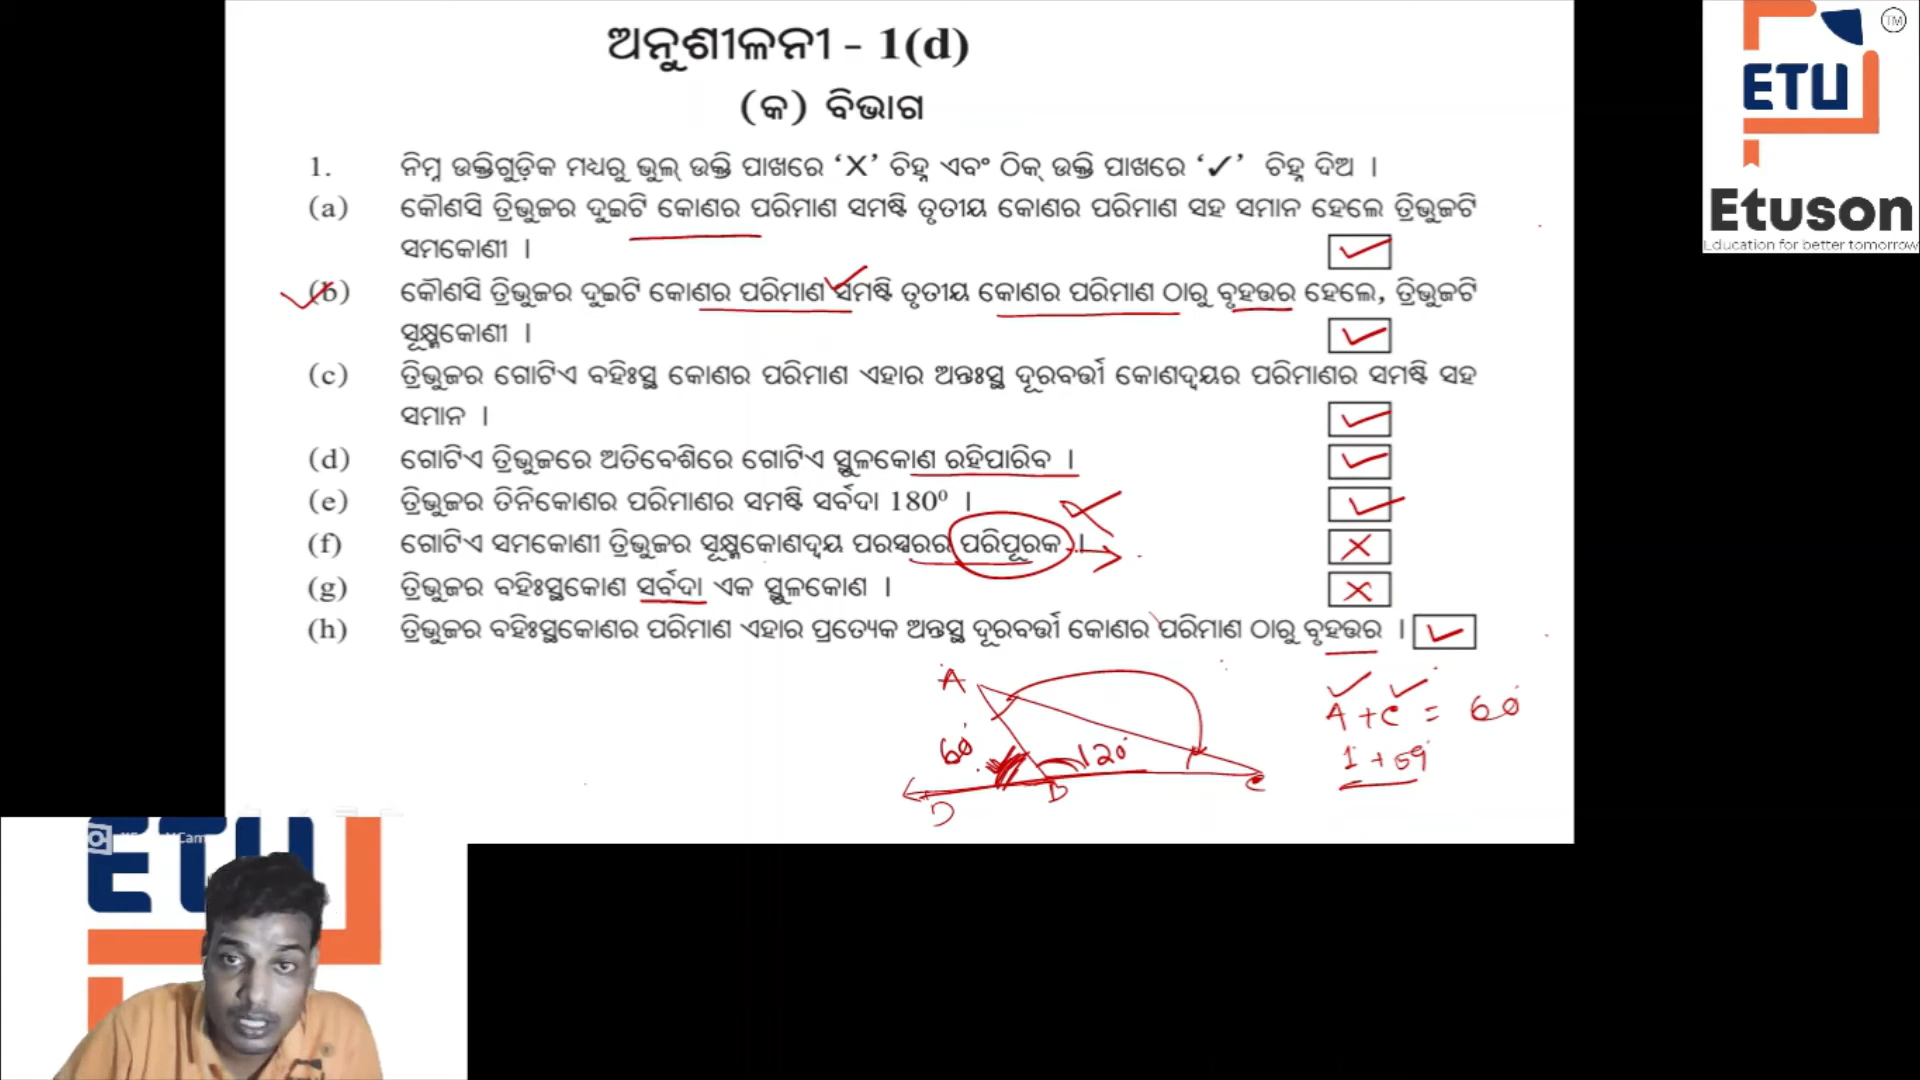 ଅନୁଶୀଳନୀ - 1(d)
(କ) ବିଭାଗ
1. ନିମ୍ନ ଉକ୍ତିଗୁଡ଼ିକ ମଧ୍ୟରୁ ଭୁଲ୍ ଉକ୍ତି ପାଖରେ ‘X’ ଚିହ୍ନ ଏବଂ ଠିକ୍ ଉକ୍ତି ପାଖରେ ‘✓’ ଚିହ୍ନ ଦିଅ ।
(a) କୌଣସି ତ୍ରିଭୁଜର ଦୁଇଟି କୋଣର ପରିମାଣ ସମଷ୍ଟି ତୃତୀୟ କୋଣର ପରିମାଣ ସହ ସମାନ ହେଲେ ତ୍ରିଭୁଜଟି
ସମକୋଣୀ । ✓
(b) କୌଣସି ତ୍ରିଭୁଜର ଦୁଇଟି କୋଣର ପରିମାଣ ସମଷ୍ଟି ତୃତୀୟ କୋଣର ପରିମାଣ ଠାରୁ ବୃହତ୍ତର ହେଲେ, ତ୍ରିଭୁଜଟି
ସୂକ୍ଷ୍ମକୋଣୀ । ✓
(c) ତ୍ରିଭୁଜର ଗୋଟିଏ ବହିଃସ୍ଥ କୋଣର ପରିମାଣ ଏହାର ଅନ୍ତଃସ୍ଥ ଦୂରବର୍ତ୍ତୀ କୋଣଦ୍ୱୟର ପରିମାଣର ସମଷ୍ଟି ସହ
ସମାନ । ✓
(d) ଗୋଟିଏ ତ୍ରିଭୁଜରେ ଅତିବେଶିରେ ଗୋଟିଏ ସ୍ଥୁଳକୋଣ ରହିପାରିବ । ✓
(e) ତ୍ରିଭୁଜର ତିନିକୋଣର ପରିମାଣର ସମଷ୍ଟି ସର୍ବଦା 180⁰ । ✓
(f) ଗୋଟିଏ ସମକୋଣୀ ତ୍ରିଭୁଜର ସୂକ୍ଷ୍ମକୋଣଦ୍ୱୟ ପରସ୍ପରର ପରିପୂରକ । X
(g) ତ୍ରିଭୁଜର ବହିଃସ୍ଥକୋଣ ସର୍ବଦା ଏକ ସ୍ଥୁଳକୋଣ । X
(h) ତ୍ରିଭୁଜର ବହିଃସ୍ଥକୋଣର ପରିମାଣ ଏହାର ପ୍ରତ୍ୟେକ ଅନ୍ତସ୍ଥ ଦୂରବର୍ତ୍ତୀ କୋଣର ପରିମାଣ ଠାରୁ ବୃହତ୍ତର । ✓
A
60°
120°
D
B
C
A + C = 60°
1 + 59
ETU
TM
Etuson
Education for better tomorrow
ETU